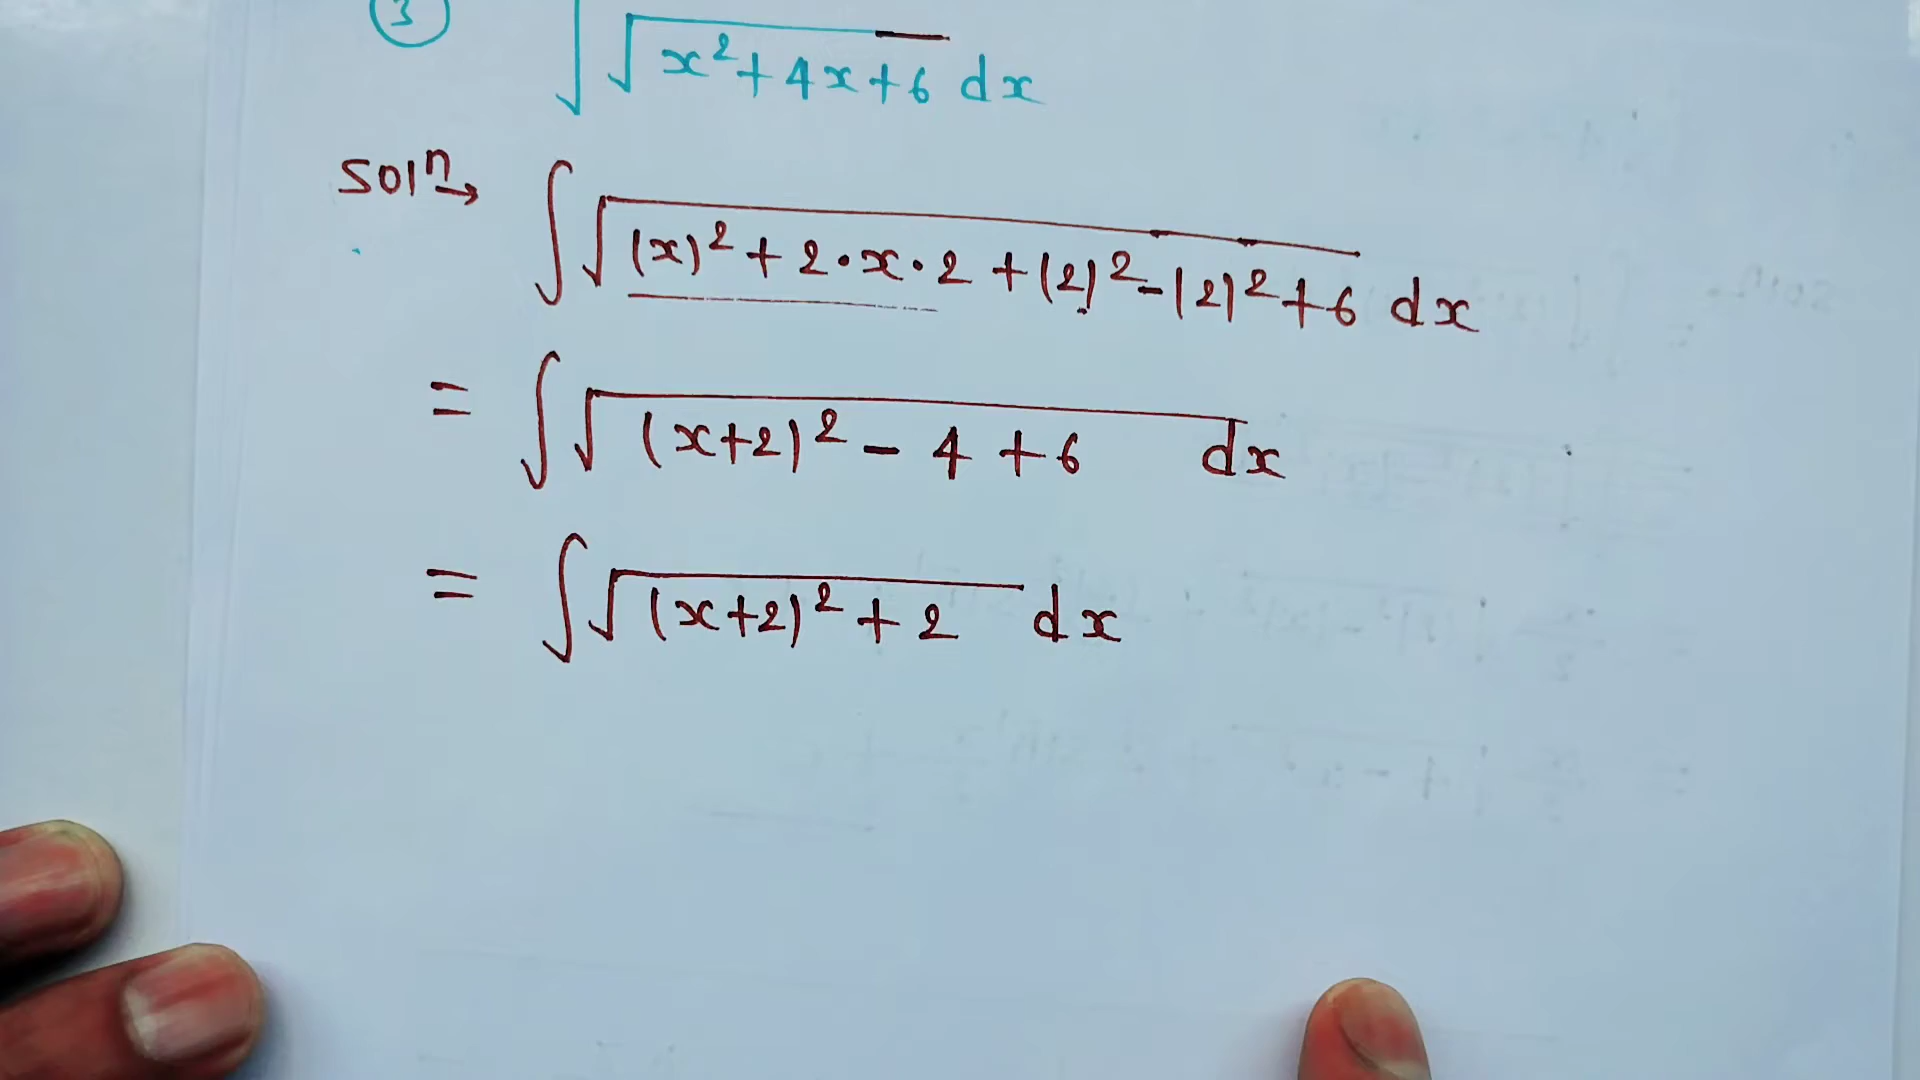 ③ ∫√x²+4x+6 dx
Solⁿ→ ∫√(x)²+2·x·2+(2)²-(2)²+6 dx
= ∫√(x+2)²-4+6 dx
= ∫√(x+2)²+2 dx